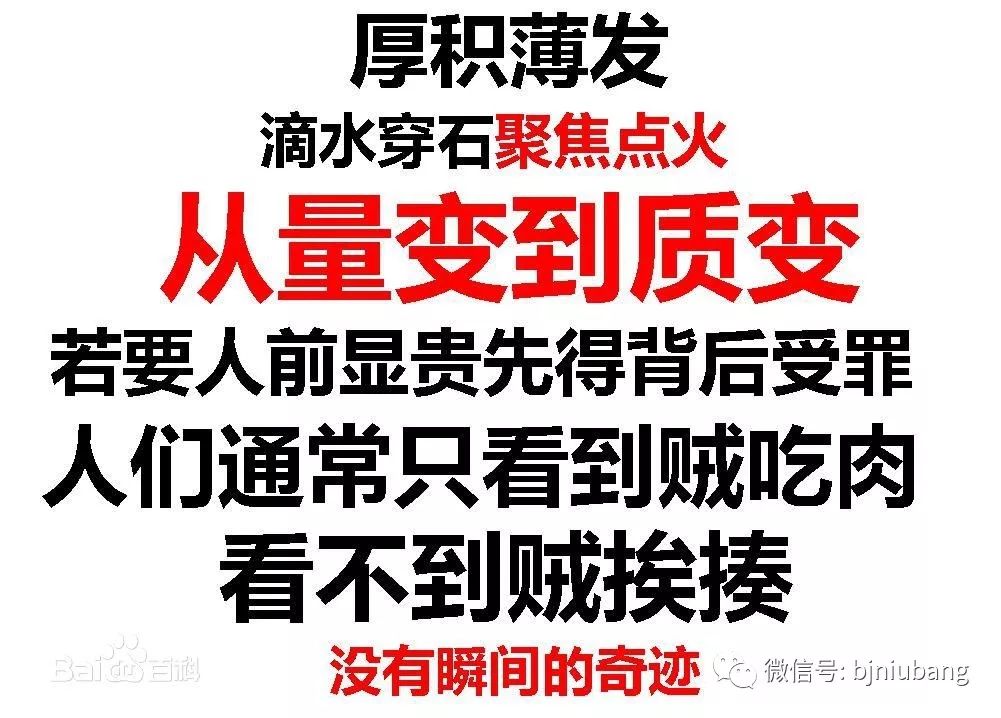 厚积薄发
滴水穿石聚焦点火
从量变到质变
若要人前显贵先得背后受罪
人们通常只看到贼吃肉
看不到贼挨揍
没有瞬间的奇迹
Bai百科
微信号: bjniubang